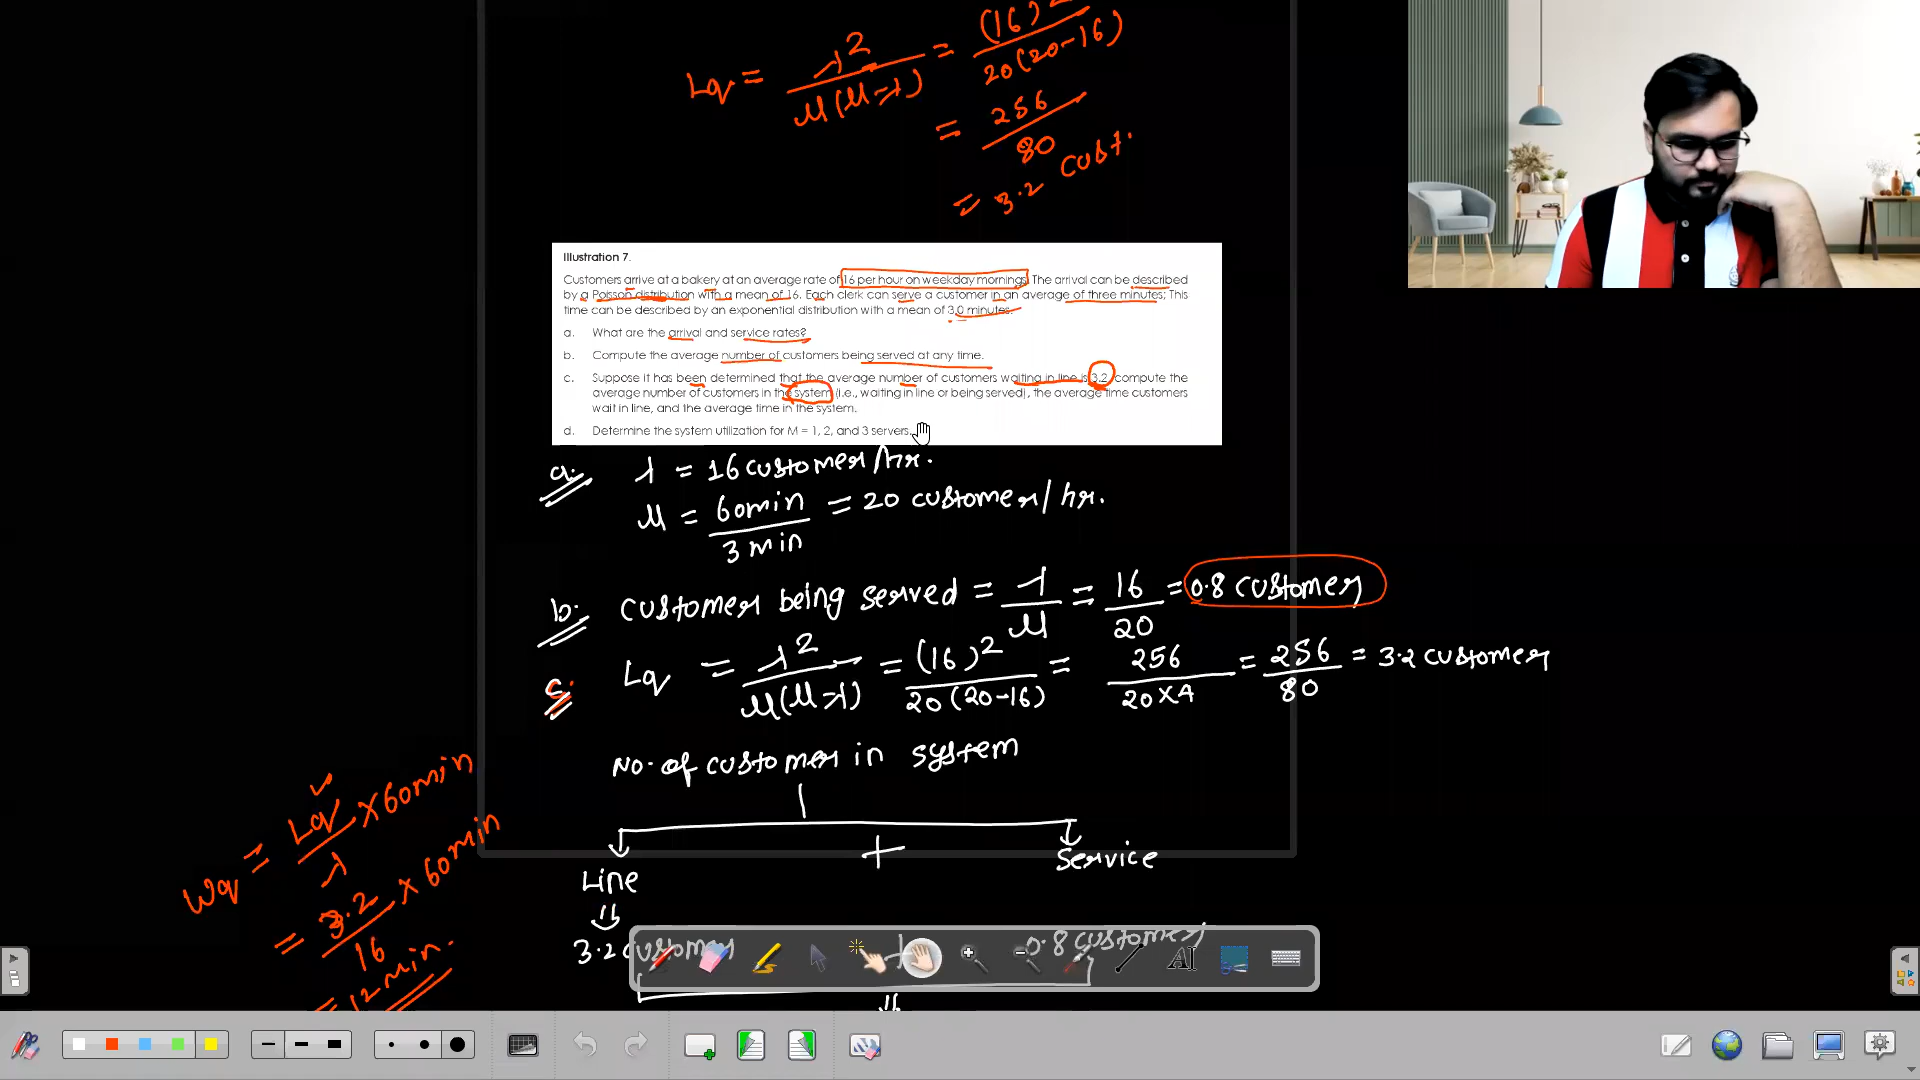 Lq = λ² / μ(μ-λ) = (16)² / 20(20-16)
= 256 / 80
= 3.2 cust.
Illustration 7.
Customers arrive at a bakery at an average rate of 16 per hour on weekday mornings. The arrival can be described
by a Poisson distribution with a mean of 16. Each clerk can serve a customer in an average of three minutes; This
time can be described by an exponential distribution with a mean of 3.0 minutes.
a. What are the arrival and service rates?
b. Compute the average number of customers being served at any time.
c. Suppose it has been determined that the average number of customers waiting in line is 3.2, compute the
average number of customers in the system (i.e., waiting in line or being served), the average time customers
wait in line, and the average time in the system.
d. Determine the system utilization for M = 1, 2, and 3 servers.
a. λ = 16 customer/hr.
μ = 60min / 3 min = 20 customer/hr.
b. customer being served = λ / μ = 16 / 20 = 0.8 customer
c. Lq = λ² / μ(μ-λ) = (16)² / 20(20-16) = 256 / 20×4 = 256 / 80 = 3.2 customer
No. of customer in system
Line + Service
3.2 customer + 0.8 customer
Wq = Lq / λ × 60min
= 3.2 / 16 × 60min
= 12 min.